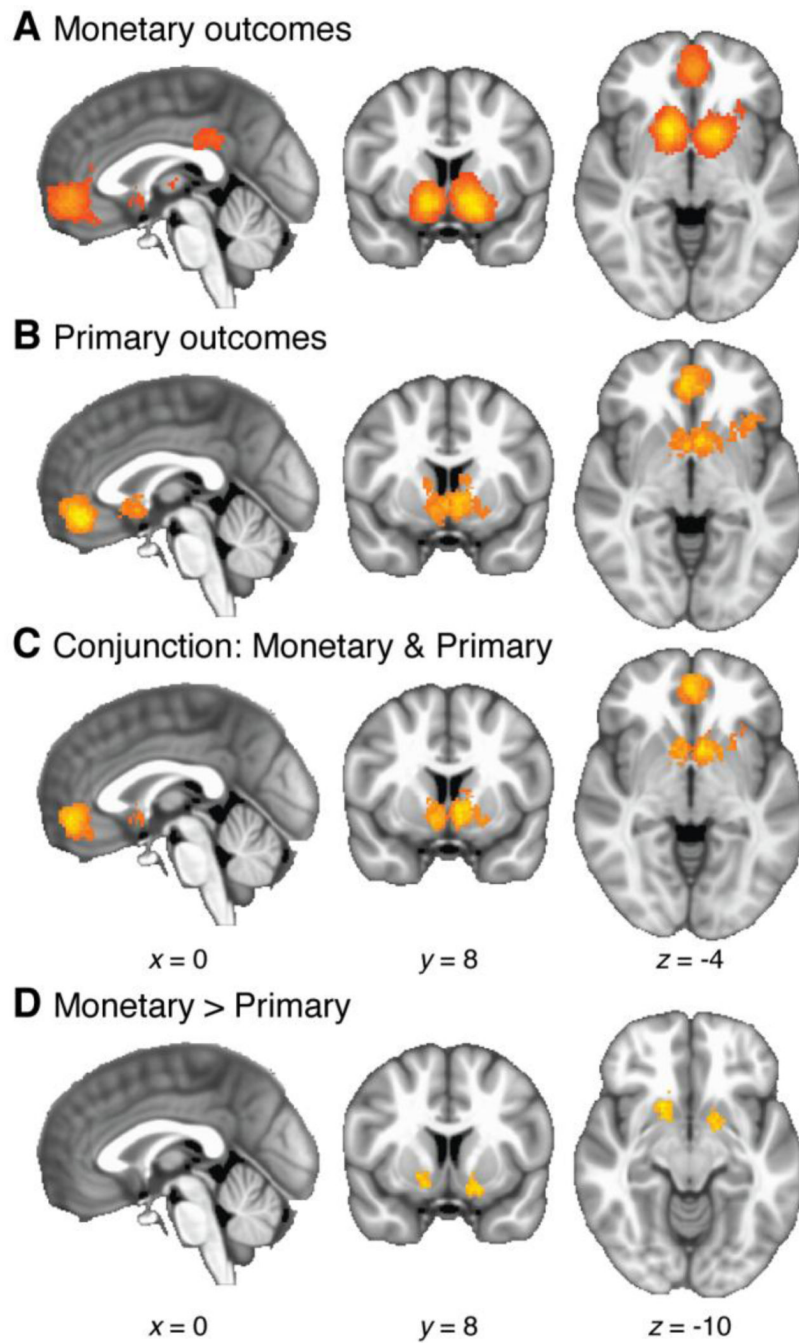 A Monetary outcomes
B Primary outcomes
C Conjunction: Monetary & Primary
x = 0 y = 8 z = -4
D Monetary > Primary
x = 0 y = 8 z = -10